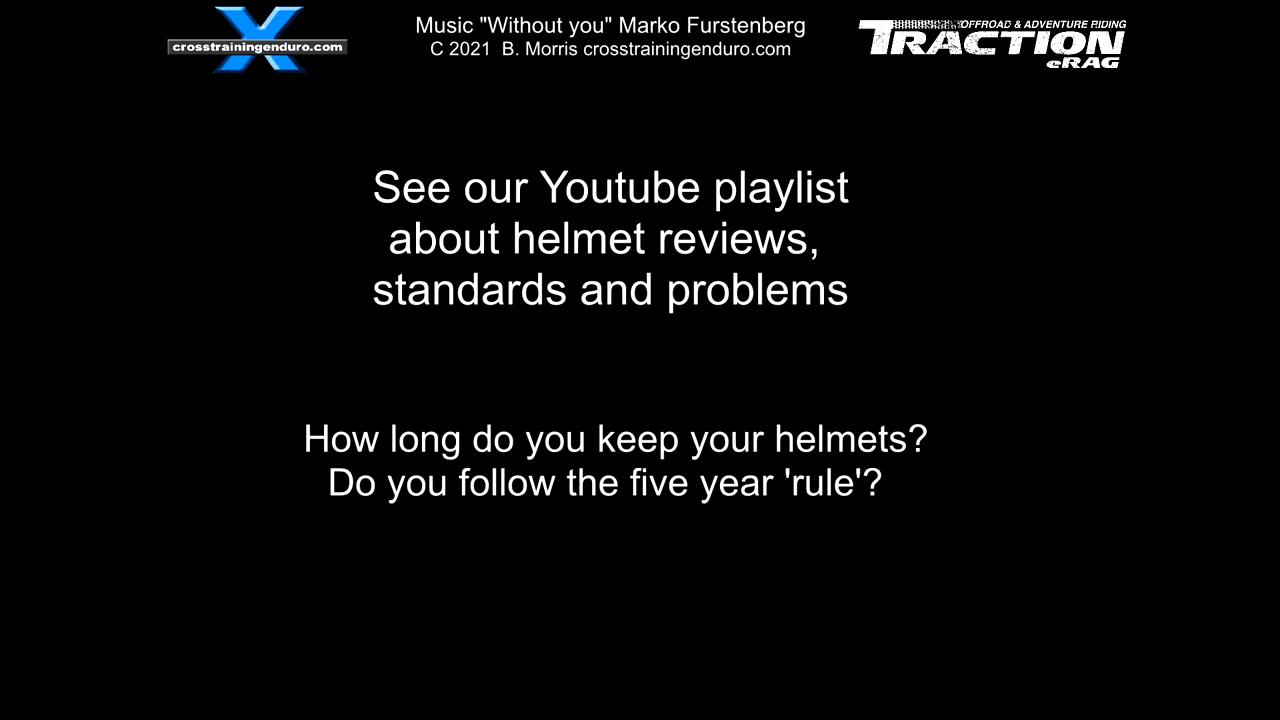 crosstrainingenduro.com
Music "Without you" Marko Furstenberg
C 2021 B. Morris crosstrainingenduro.com
OFFROAD & ADVENTURE RIDING
TRACTION
eRAG
See our Youtube playlist
about helmet reviews,
standards and problems
How long do you keep your helmets?
Do you follow the five year 'rule'?